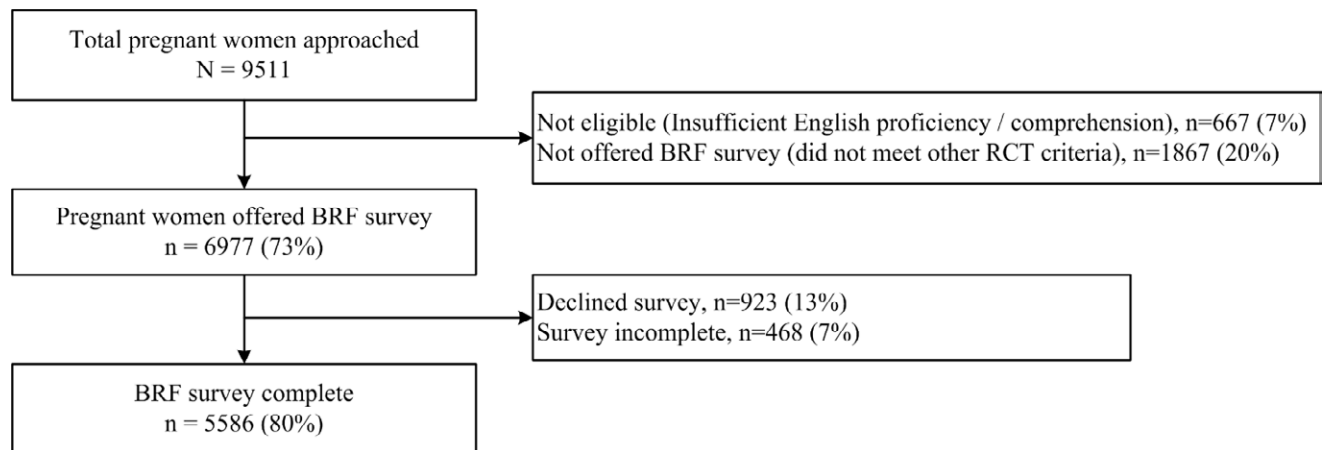 Total pregnant women approached
N = 9511
Not eligible (Insufficient English proficiency / comprehension), n=667 (7%)
Not offered BRF survey (did not meet other RCT criteria), n=1867 (20%)
Pregnant women offered BRF survey
n = 6977 (73%)
Declined survey, n=923 (13%)
Survey incomplete, n=468 (7%)
BRF survey complete
n = 5586 (80%)